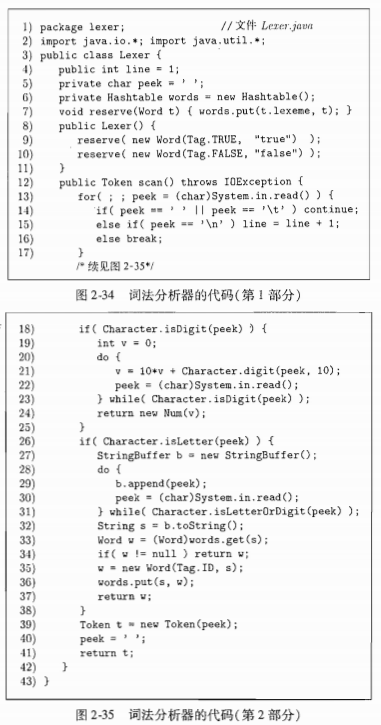 1) package lexer; //文件 Lexer.java
2) import java.io.*; import java.util.*;
3) public class Lexer {
4) public int line = 1;
5) private char peek = ' ';
6) private Hashtable words = new Hashtable();
7) void reserve(Word t) { words.put(t.lexeme, t); }
8) public Lexer() {
9) reserve( new Word(Tag.TRUE, "true") );
10) reserve( new Word(Tag.FALSE, "false") );
11) }
12) public Token scan() throws IOException {
13) for( ; ; peek = (char)System.in.read() ) {
14) if( peek == ' ' || peek == '\t' ) continue;
15) else if( peek == '\n' ) line = line + 1;
16) else break;
17) }
/* 续见图 2-35*/
图 2-34 词法分析器的代码(第 1 部分)
18) if( Character.isDigit(peek) ) {
19) int v = 0;
20) do {
21) v = 10*v + Character.digit(peek, 10);
22) peek = (char)System.in.read();
23) } while( Character.isDigit(peek) );
24) return new Num(v);
25) }
26) if( Character.isLetter(peek) ) {
27) StringBuffer b = new StringBuffer();
28) do {
29) b.append(peek);
30) peek = (char)System.in.read();
31) } while( Character.isLetterOrDigit(peek) );
32) String s = b.toString();
33) Word w = (Word)words.get(s);
34) if( w != null ) return w;
35) w = new Word(Tag.ID, s);
36) words.put(s, w);
37) return w;
38) }
39) Token t = new Token(peek);
40) peek = ' ';
41) return t;
42) }
43) }
图 2-35 词法分析器的代码(第 2 部分)